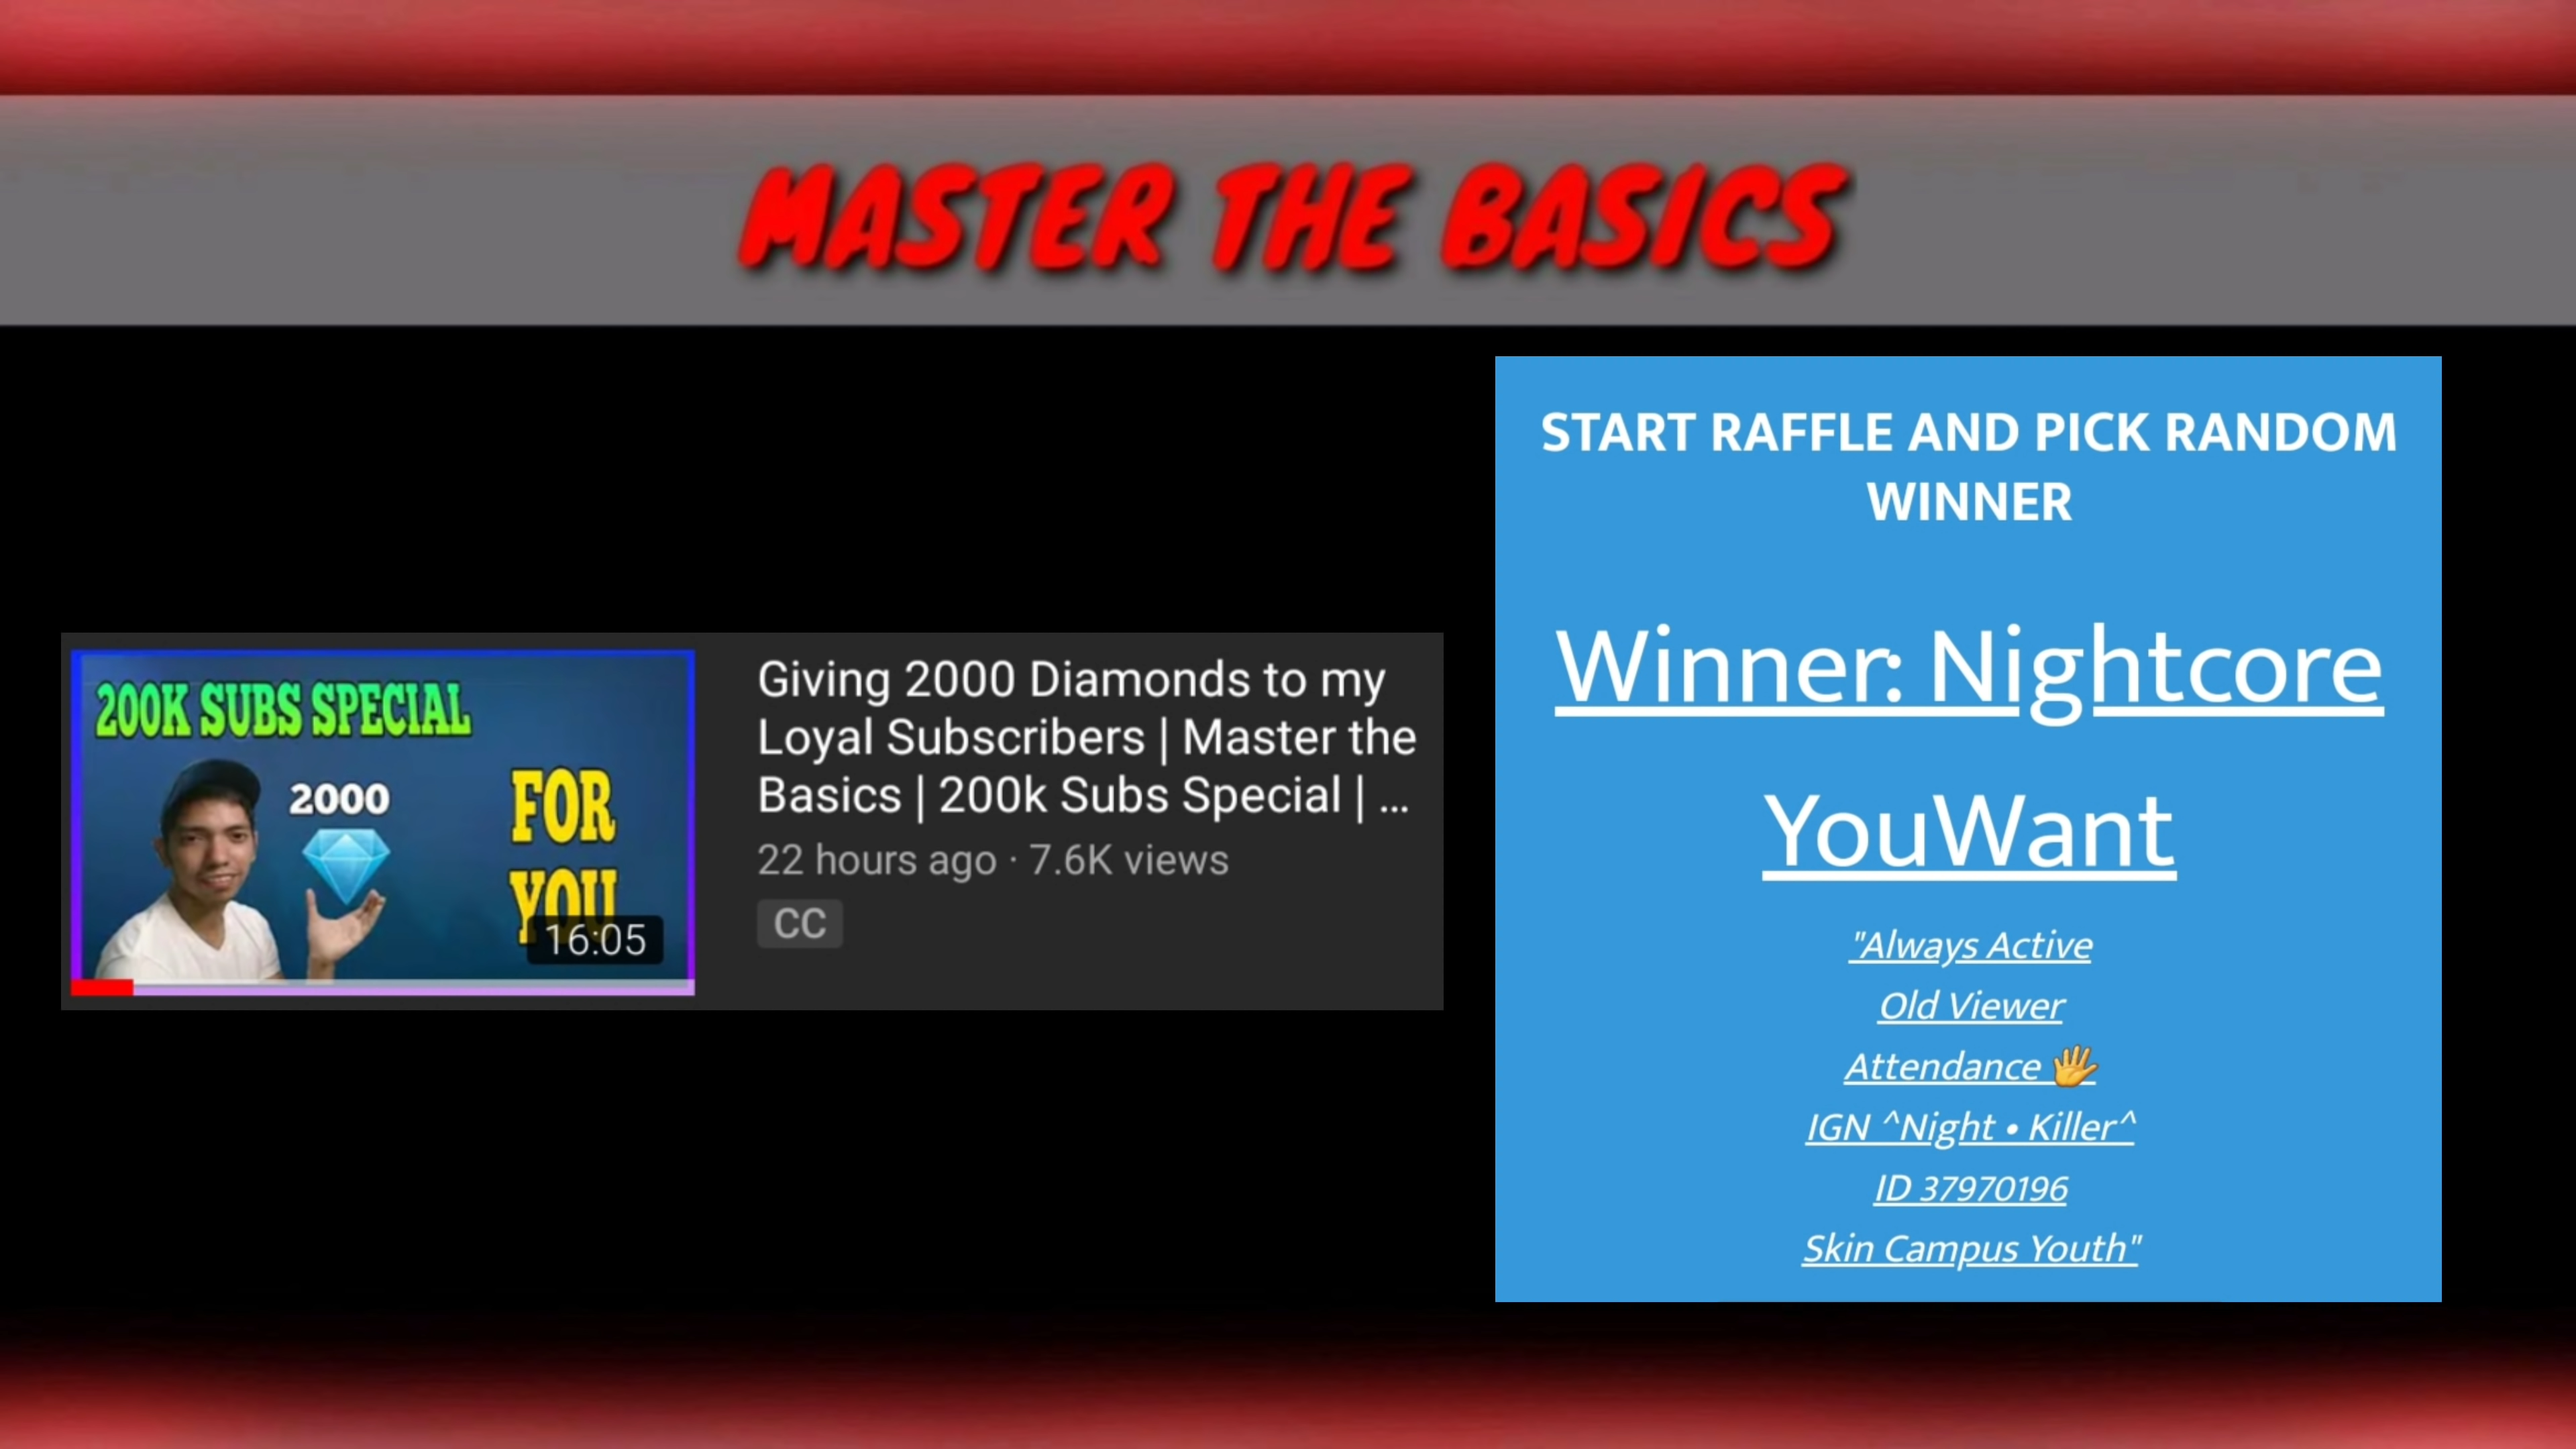 MASTER THE BASICS
200K SUBS SPECIAL
2000
FOR
YOU
16:05
Giving 2000 Diamonds to my
Loyal Subscribers | Master the
Basics | 200k Subs Special | ...
22 hours ago · 7.6K views
CC
START RAFFLE AND PICK RANDOM
WINNER
Winner: Nightcore
YouWant
"Always Active
Old Viewer
Attendance 🖐
IGN ^Night • Killer^
ID 37970196
Skin Campus Youth"